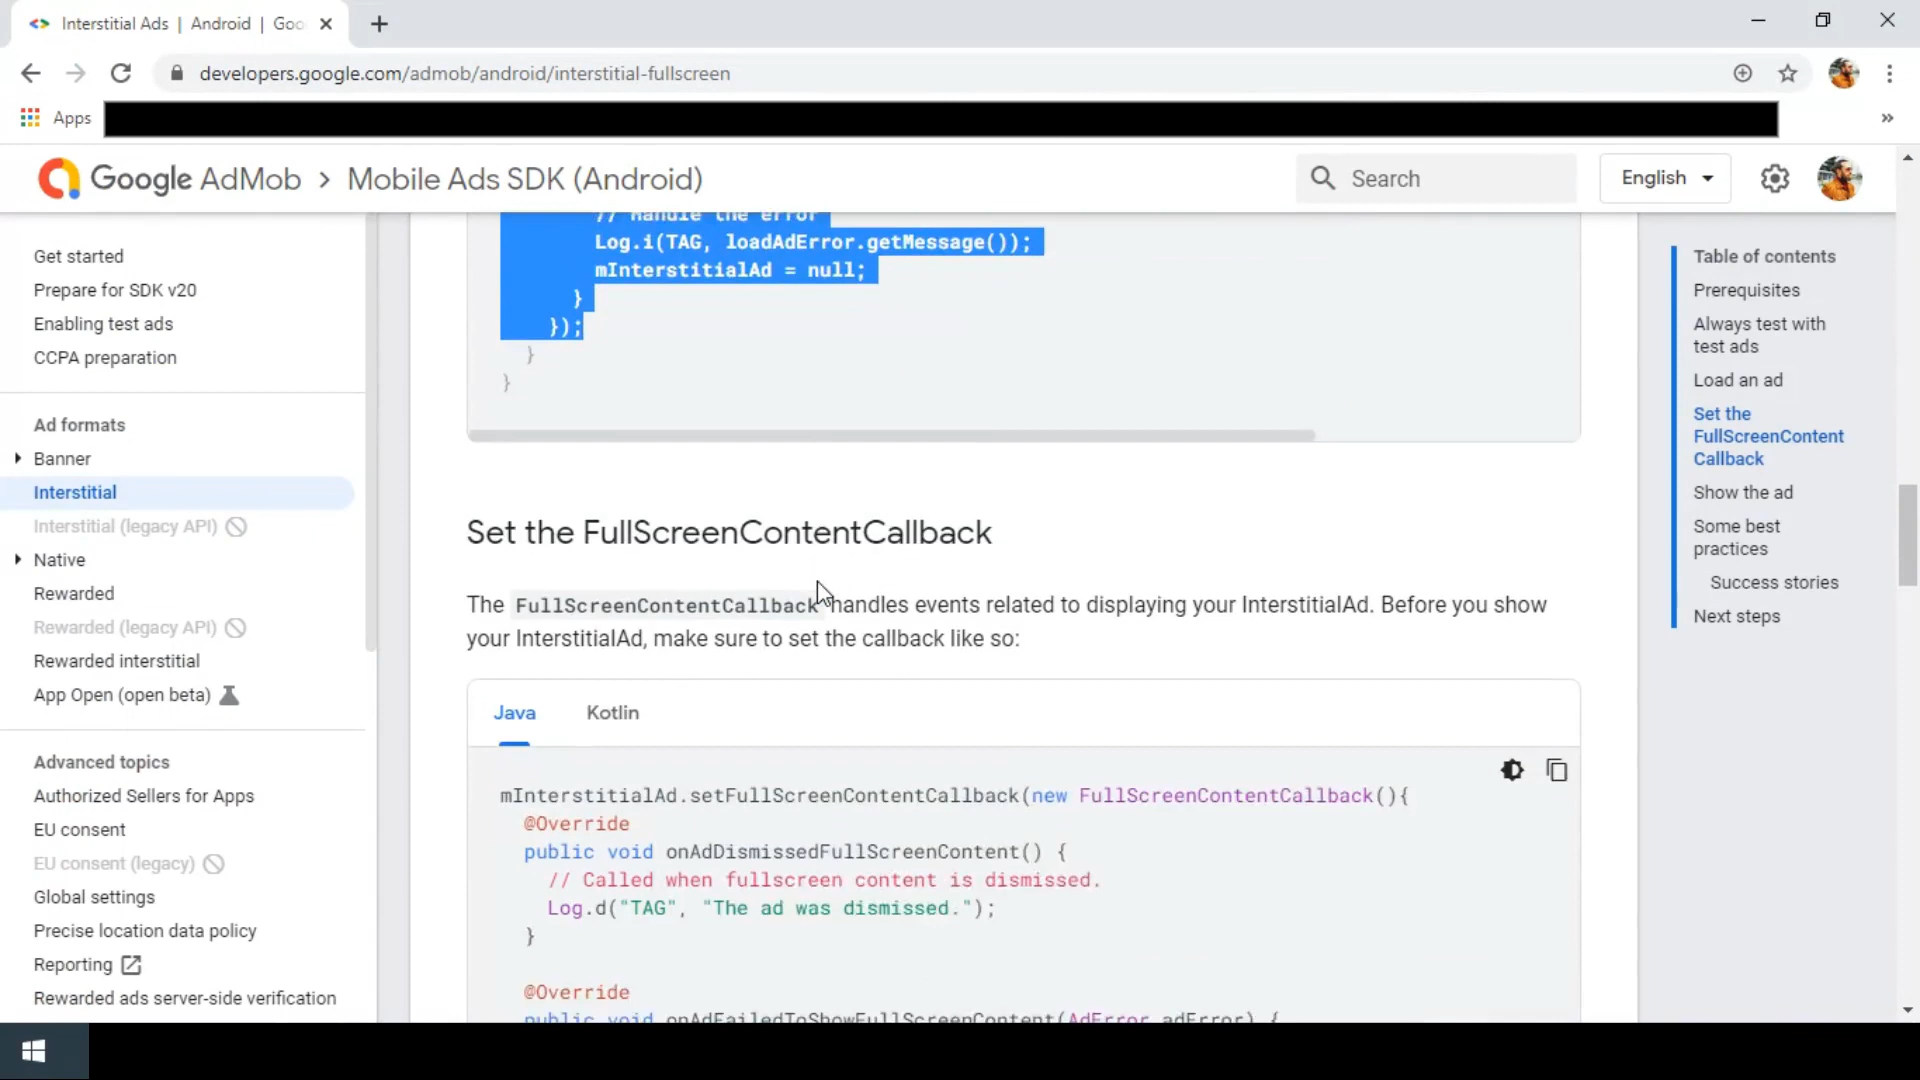 Interstitial Ads | Android | Goo
developers.google.com/admob/android/interstitial-fullscreen
Apps
Google AdMob > Mobile Ads SDK (Android)
Search
English
Get started
Prepare for SDK v20
Enabling test ads
CCPA preparation
Ad formats
Banner
Interstitial
Interstitial (legacy API)
Native
Rewarded
Rewarded (legacy API)
Rewarded interstitial
App Open (open beta)
Advanced topics
Authorized Sellers for Apps
EU consent
EU consent (legacy)
Global settings
Precise location data policy
Reporting
Rewarded ads server-side verification
// Handle the error
Log.i(TAG, loadAdError.getMessage());
mInterstitialAd = null;
}
});
}
}
Set the FullScreenContentCallback
The FullScreenContentCallback handles events related to displaying your InterstitialAd. Before you show
your InterstitialAd, make sure to set the callback like so:
Java Kotlin
mInterstitialAd.setFullScreenContentCallback(new FullScreenContentCallback(){
@Override
public void onAdDismissedFullScreenContent() {
// Called when fullscreen content is dismissed.
Log.d("TAG", "The ad was dismissed.");
}
@Override
public void onAdFailedToShowFullScreenContent(AdError adError) {
Table of contents
Prerequisites
Always test with
test ads
Load an ad
Set the
FullScreenContent
Callback
Show the ad
Some best
practices
Success stories
Next steps